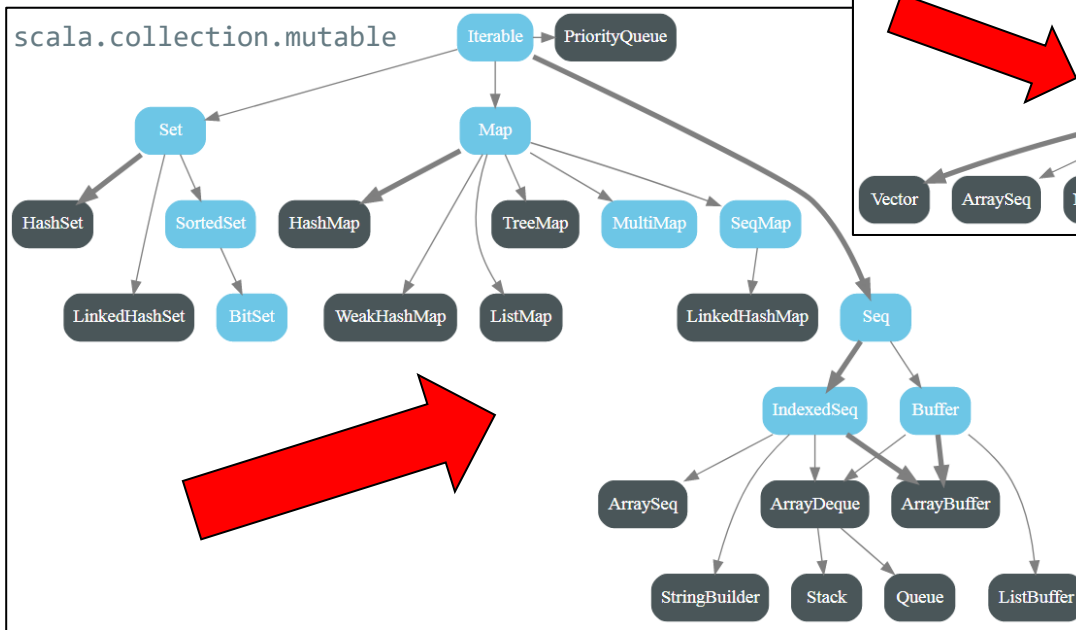 scala.collection.mutable
Iterable
PriorityQueue
Set
Map
Vector
ArraySeq
HashSet
SortedSet
HashMap
TreeMap
MultiMap
SeqMap
LinkedHashSet
BitSet
WeakHashMap
ListMap
LinkedHashMap
Seq
IndexedSeq
Buffer
ArraySeq
ArrayDeque
ArrayBuffer
StringBuilder
Stack
Queue
ListBuffer